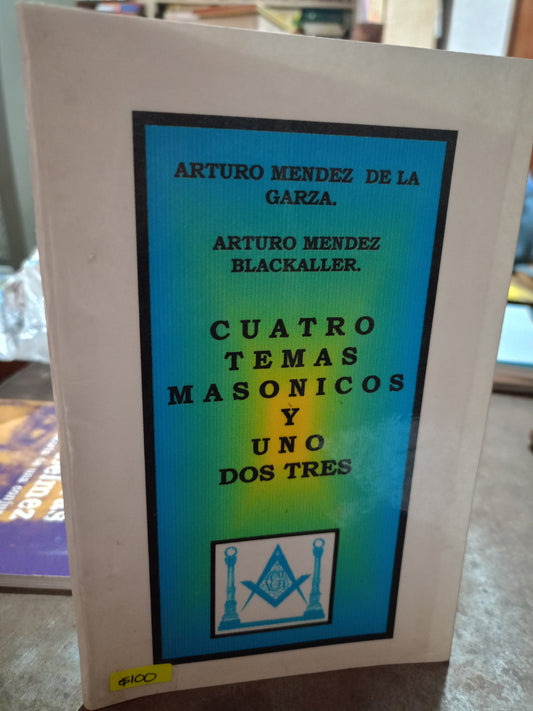 ARTURO MENDEZ DE LA
GARZA.
ARTURO MENDEZ
BLACKALLER.
CUATRO
TEMAS
MASONICOS
Y
UNO
DOS TRES
G
$100